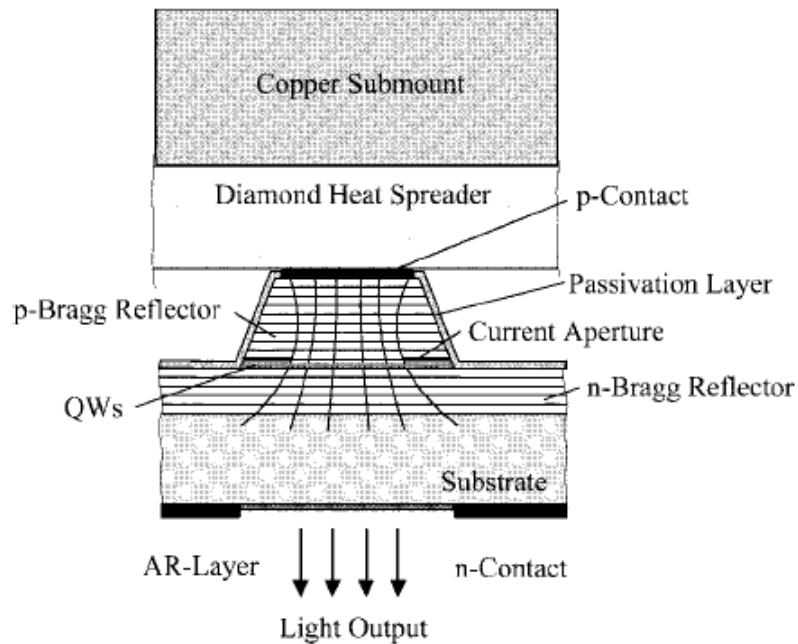 Copper Submount
Diamond Heat Spreader
p-Contact
Passivation Layer
p-Bragg Reflector
Current Aperture
n-Bragg Reflector
QWs
Substrate
AR-Layer
n-Contact
Light Output